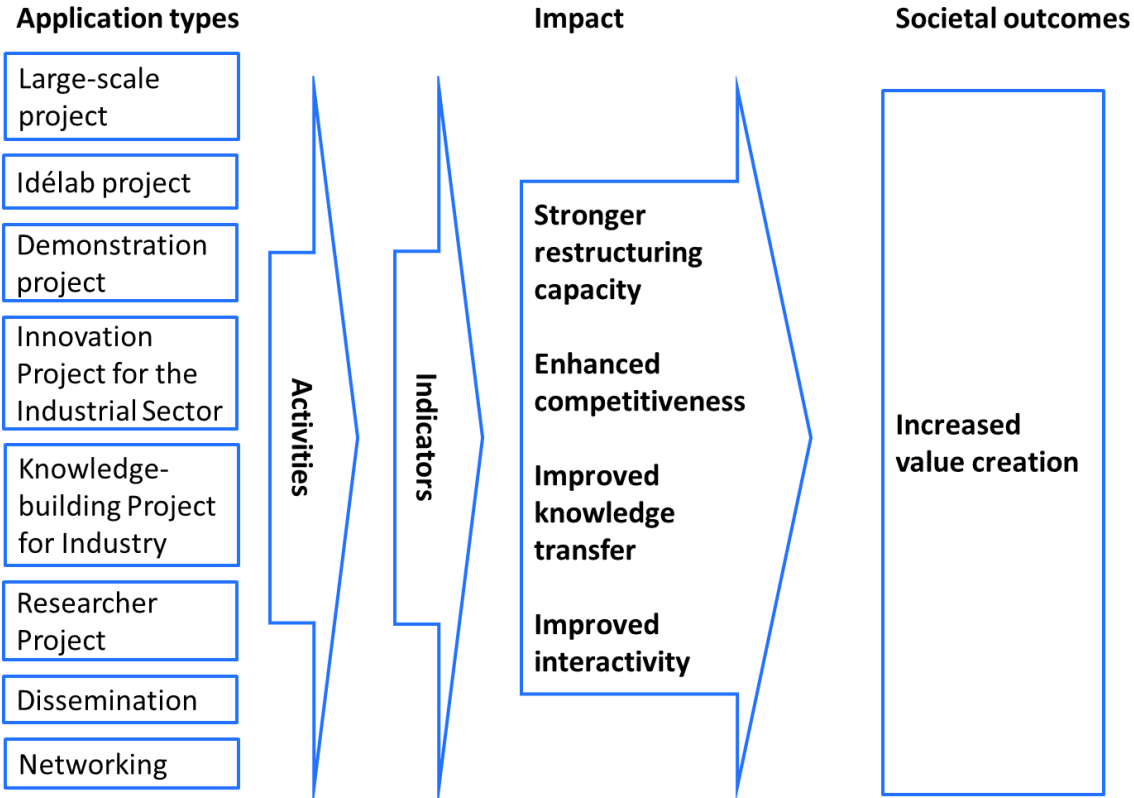 Application types
Large-scale
project
Idélab project
Demonstration
project
Innovation
Project for the
Industrial Sector
Knowledge-
building Project
for Industry
Researcher
Project
Dissemination
Networking
Activities
Indicators
Impact
Stronger
restructuring
capacity
Enhanced
competitiveness
Improved
knowledge
transfer
Improved
interactivity
Societal outcomes
Increased
value creation